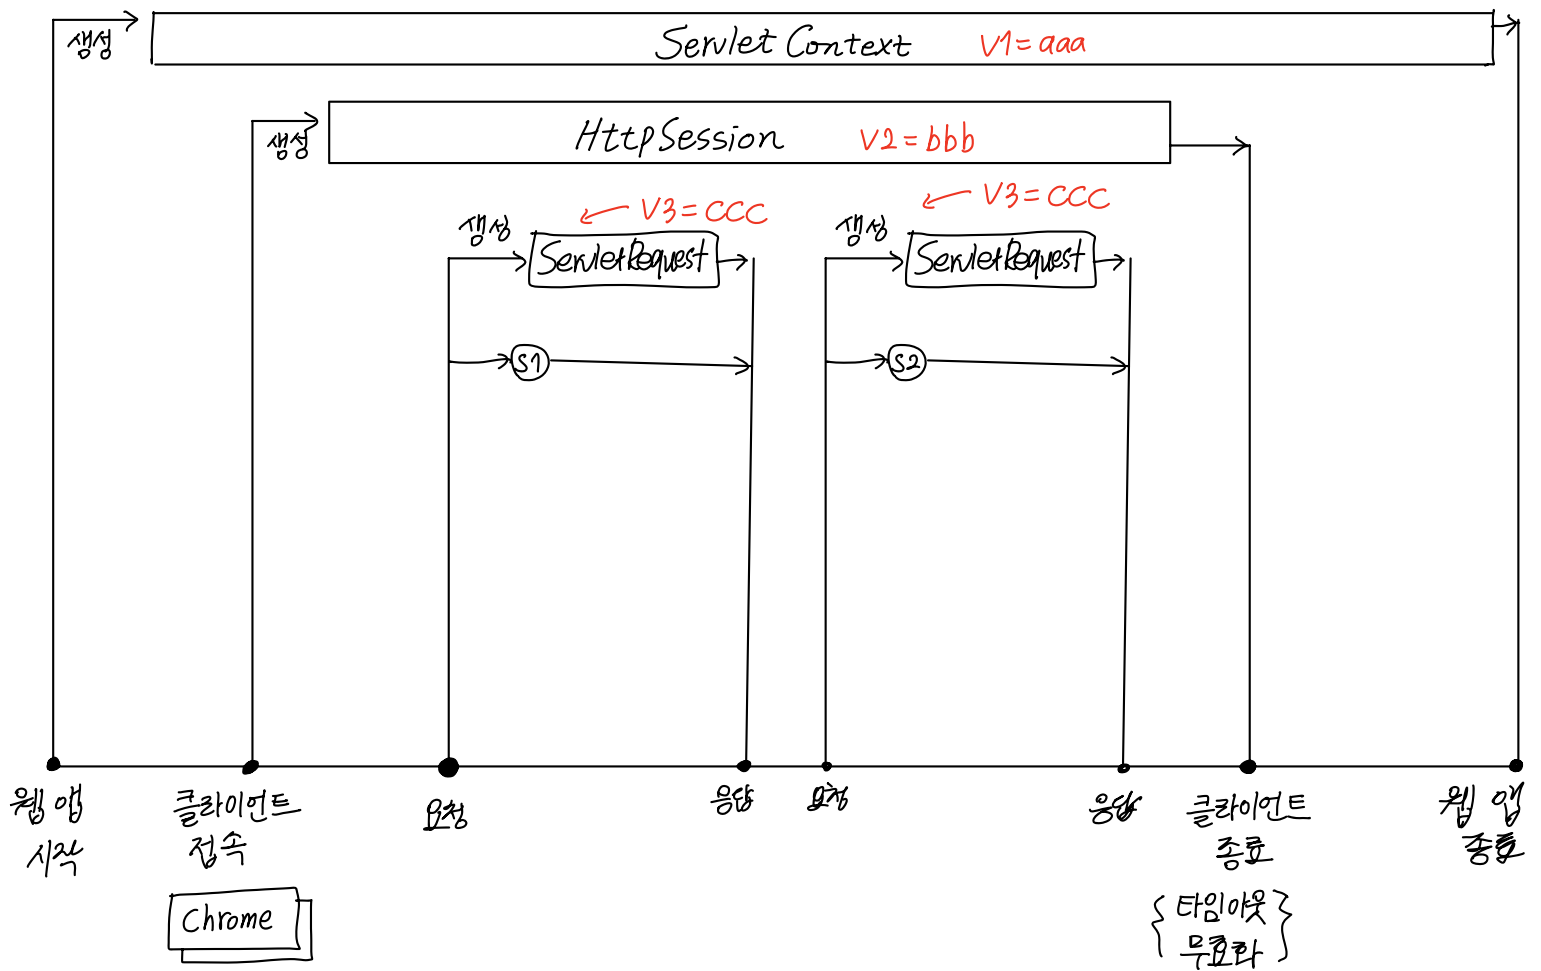 생성
Servlet Context V1=aaa
생성
HttpSession V2=bbb
V3=CCC
V3=CCC
생성
ServletRequest
생성
ServletRequest
S1
S2
웹 앱
시작
클라이언트
접속
요청
응답
요청
응답
클라이언트
종료
웹 앱
종료
Chrome
타임아웃
무효화